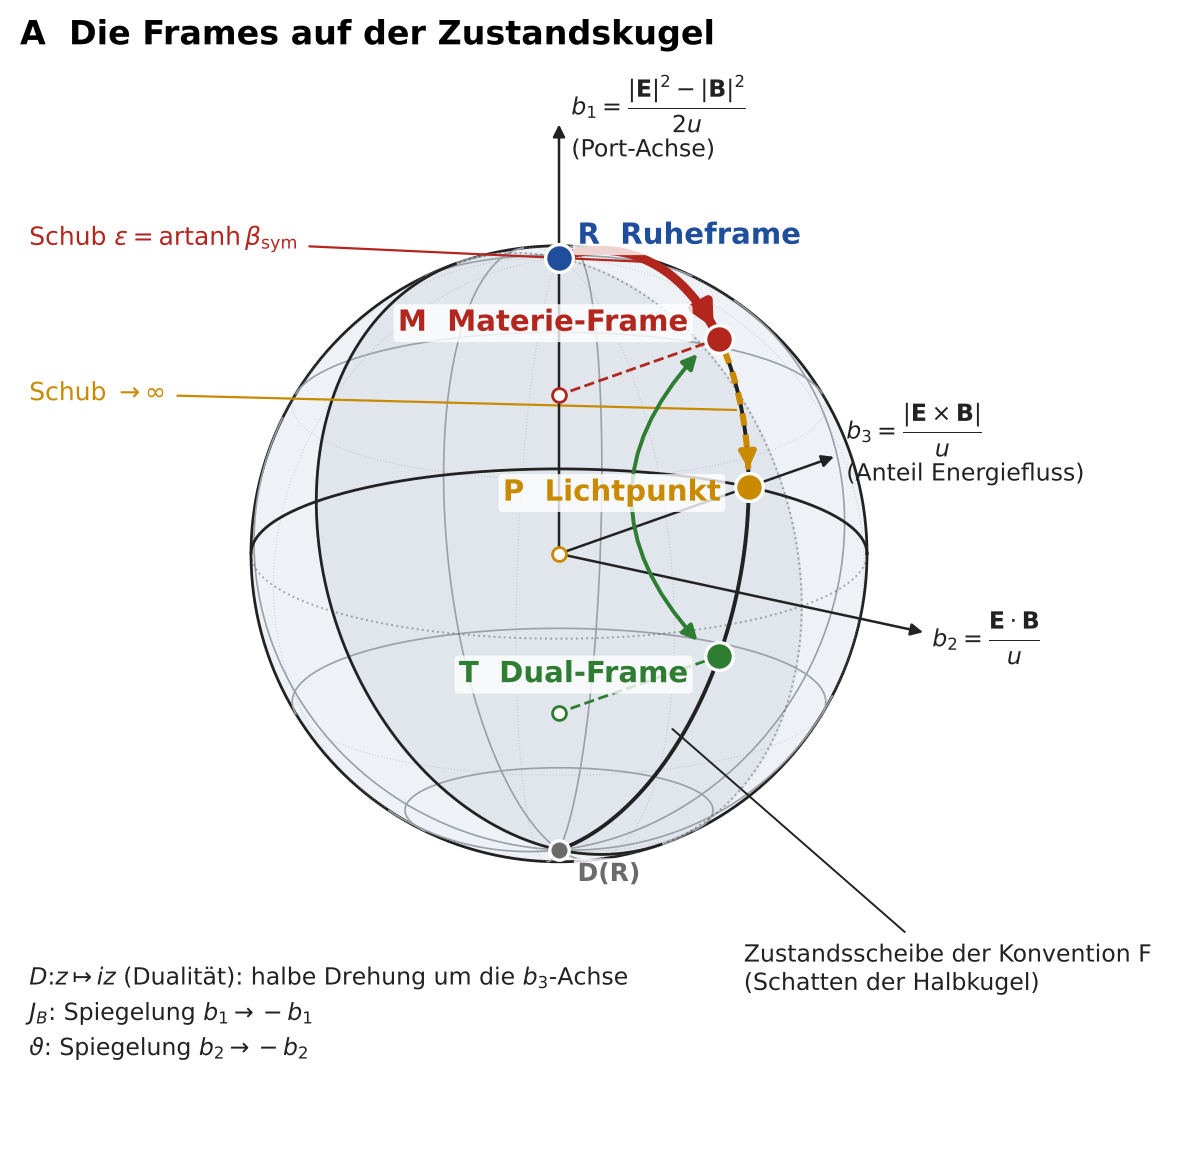 A Die Frames auf der Zustandskugel
b₁ = (|E|² − |B|²) / 2u
(Port-Achse)
Schub ε = artanh β_sym
R Ruheframe
M Materie-Frame
Schub → ∞
b₃ = |E × B| / u
(Anteil Energiefluss)
P Lichtpunkt
b₂ = E · B / u
T Dual-Frame
D(R)
Zustandsscheibe der Konvention F
(Schatten der Halbkugel)
D:z ↦ iz (Dualität): halbe Drehung um die b₃-Achse
J_B: Spiegelung b₁ → − b₁
ϑ: Spiegelung b₂ → − b₂